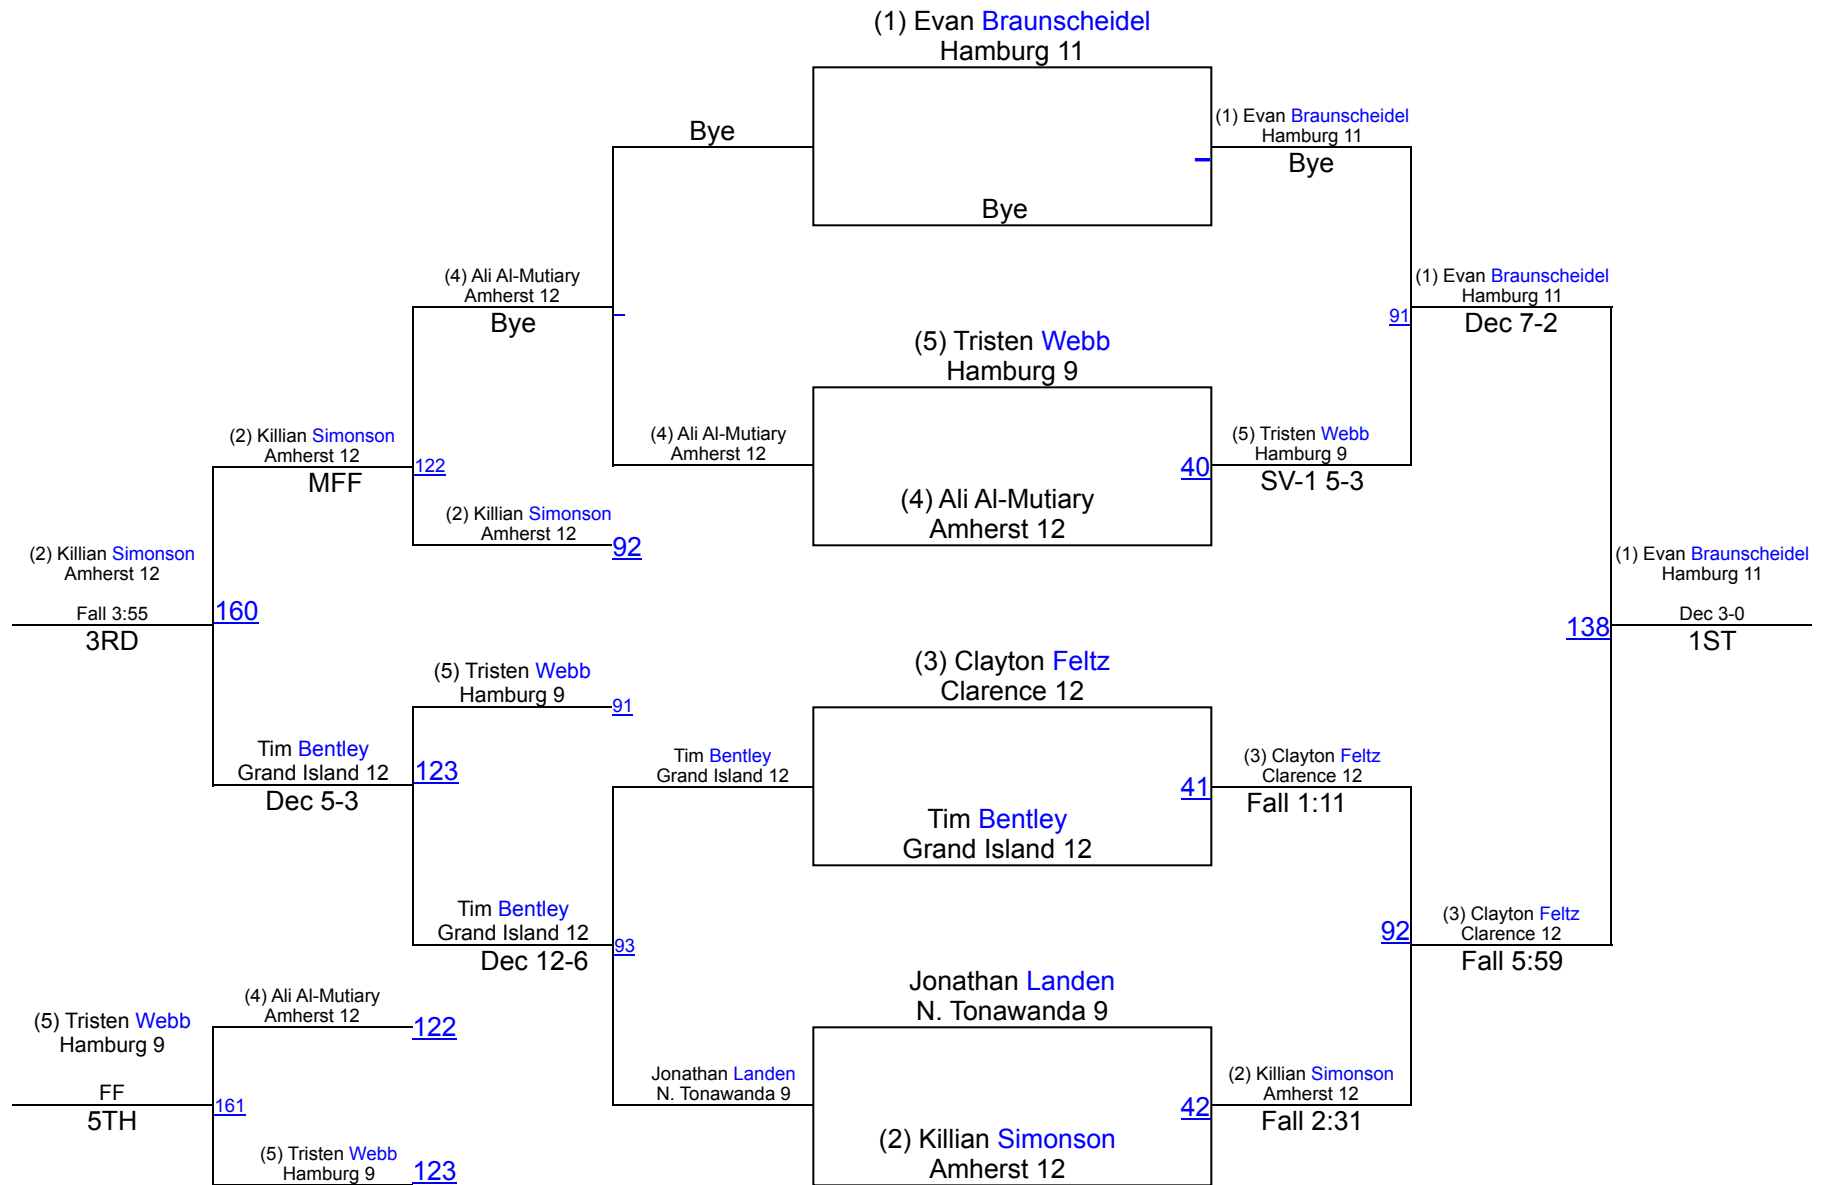 (1) Evan Braunscheidel
Hamburg 11
Bye
(1) Evan Braunscheidel
Hamburg 11
Bye
Bye
(4) Ali Al-Mutiary
Amherst 12
Bye
(1) Evan Braunscheidel
Hamburg 11
91
Dec 7-2
(5) Tristen Webb
Hamburg 9
(2) Killian Simonson
Amherst 12
122
MFF
(4) Ali Al-Mutiary
Amherst 12
(5) Tristen Webb
Hamburg 9
40
SV-1 5-3
(4) Ali Al-Mutiary
Amherst 12
(2) Killian Simonson
Amherst 12
92
(2) Killian Simonson
Amherst 12
Fall 3:55
160
3RD
(1) Evan Braunscheidel
Hamburg 11
Dec 3-0
138
1ST
(5) Tristen Webb
Hamburg 9
91
(3) Clayton Feltz
Clarence 12
Tim Bentley
Grand Island 12
123
Dec 5-3
Tim Bentley
Grand Island 12
(3) Clayton Feltz
Clarence 12
41
Fall 1:11
Tim Bentley
Grand Island 12
Tim Bentley
Grand Island 12
93
Dec 12-6
(3) Clayton Feltz
Clarence 12
92
Fall 5:59
Jonathan Landen
N. Tonawanda 9
(4) Ali Al-Mutiary
Amherst 12
122
(5) Tristen Webb
Hamburg 9
FF
161
5TH
Jonathan Landen
N. Tonawanda 9
(2) Killian Simonson
Amherst 12
42
Fall 2:31
(2) Killian Simonson
Amherst 12
(5) Tristen Webb
Hamburg 9
123